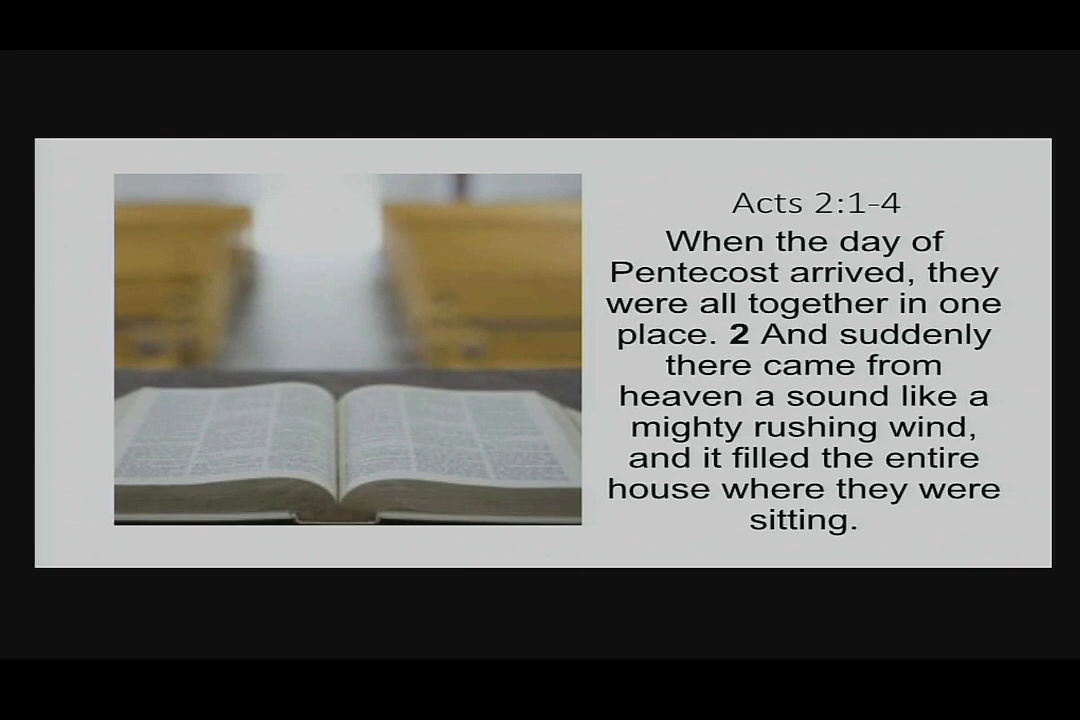 Acts 2:1-4
When the day of
Pentecost arrived, they
were all together in one
place. 2 And suddenly
there came from
heaven a sound like a
mighty rushing wind,
and it filled the entire
house where they were
sitting.